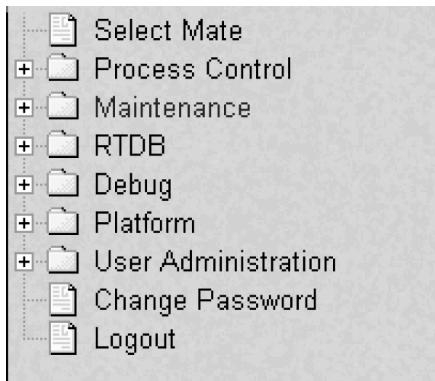 Select Mate
Process Control
Maintenance
RTDB
Debug
Platform
User Administration
Change Password
Logout